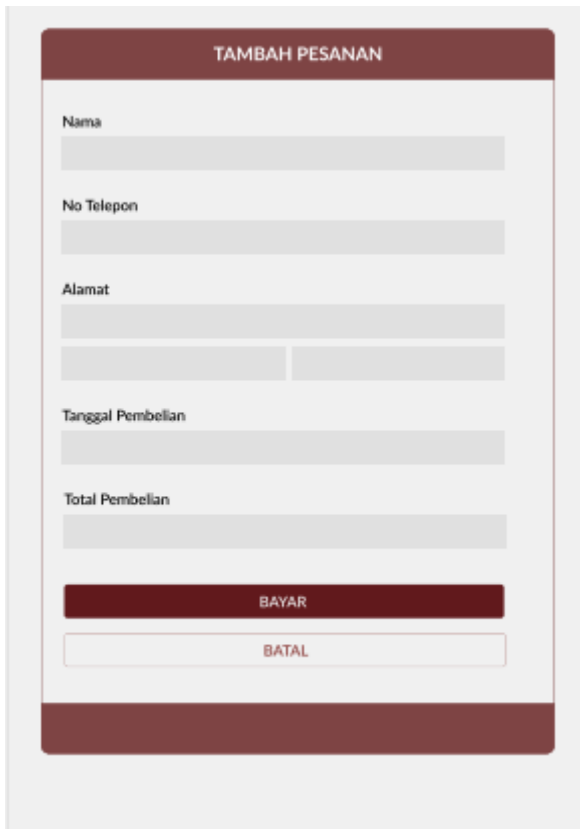 TAMBAH PESANAN
Nama
No Telepon
Alamat
Tanggal Pembelian
Total Pembelian
BAYAR
BATAL